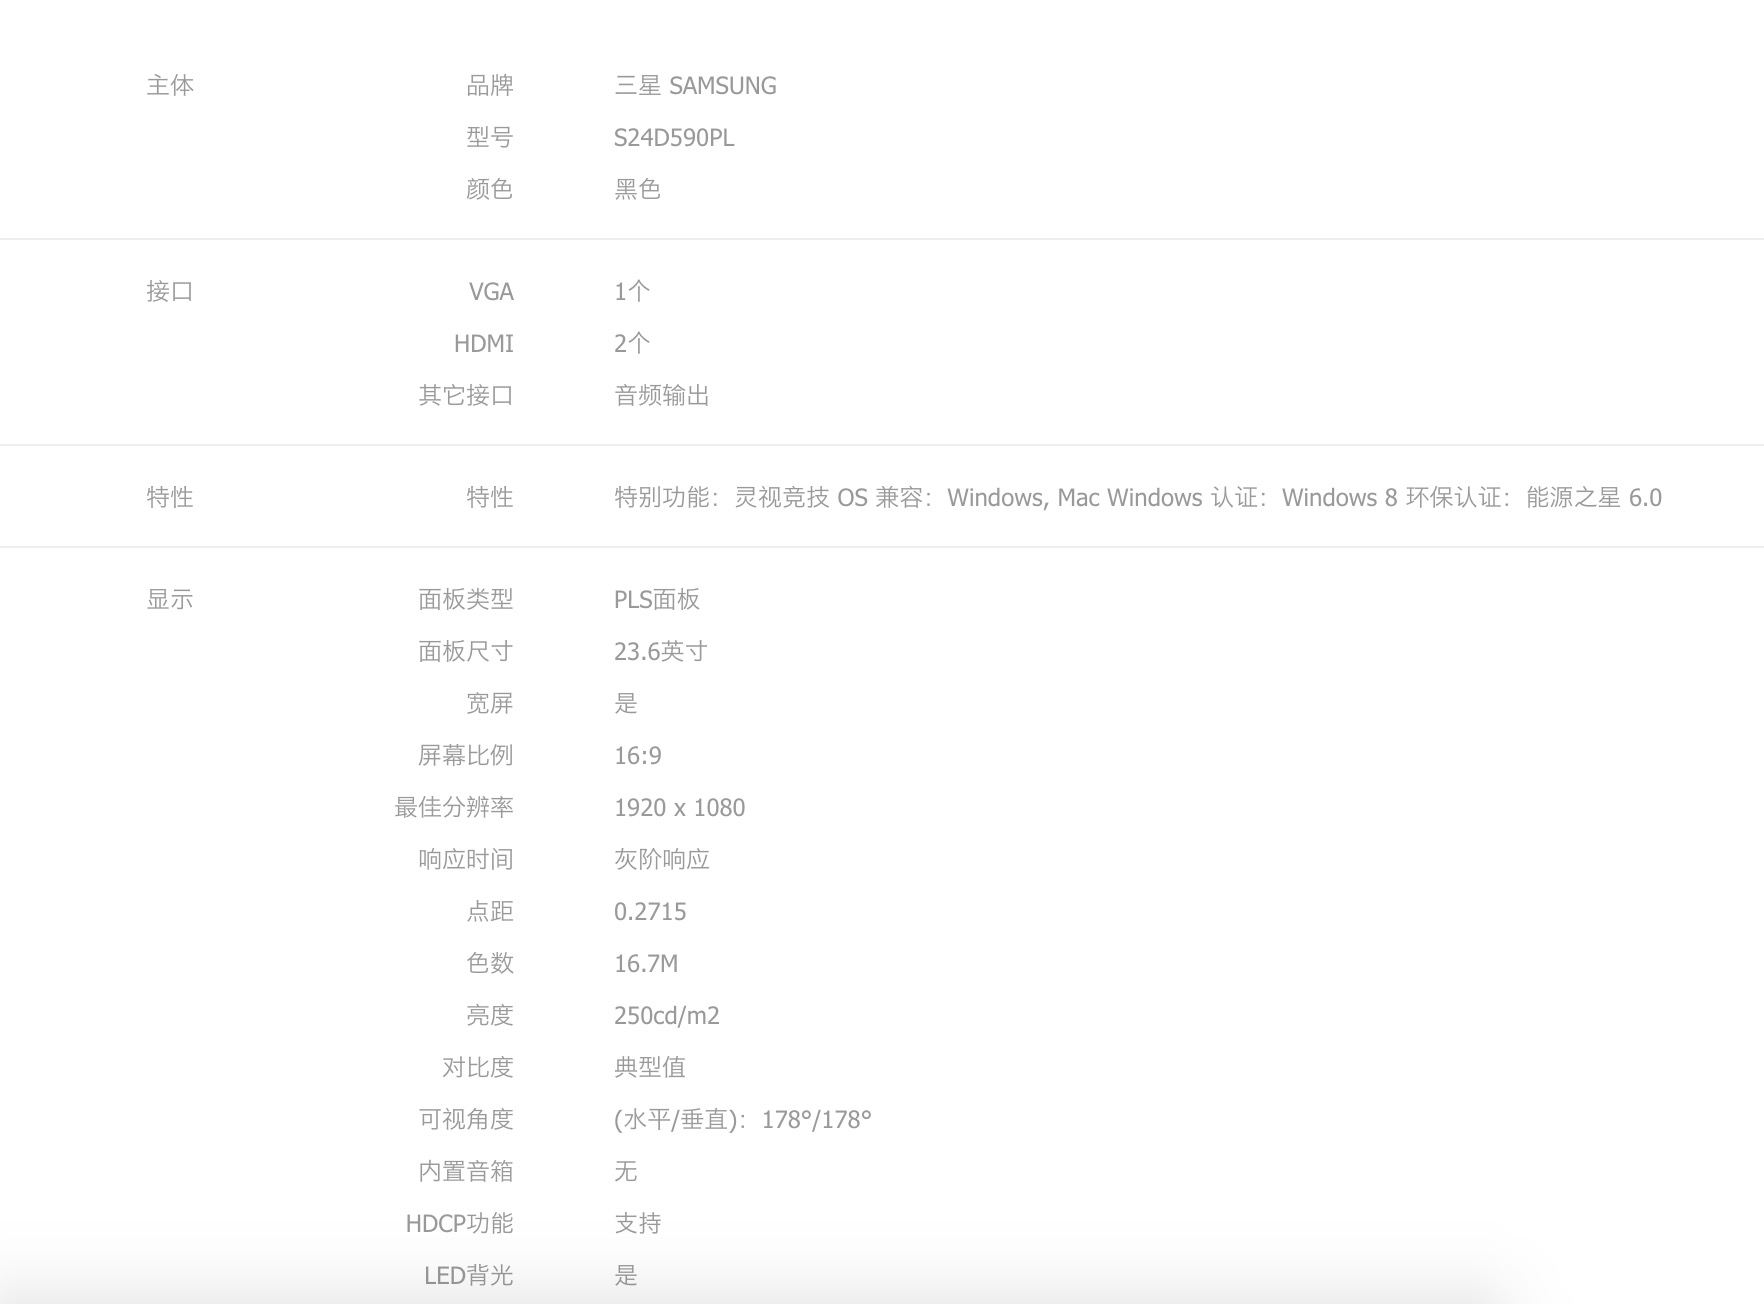 主体 品牌 三星 SAMSUNG
型号 S24D590PL
颜色 黑色
接口 VGA 1个
HDMI 2个
其它接口 音频输出
特性 特性 特别功能：灵视竞技 OS 兼容：Windows, Mac Windows 认证：Windows 8 环保认证：能源之星 6.0
显示 面板类型 PLS面板
面板尺寸 23.6英寸
宽屏 是
屏幕比例 16:9
最佳分辨率 1920 x 1080
响应时间 灰阶响应
点距 0.2715
色数 16.7M
亮度 250cd/m2
对比度 典型值
可视角度 (水平/垂直)：178°/178°
内置音箱 无
HDCP功能 支持
LED背光 是